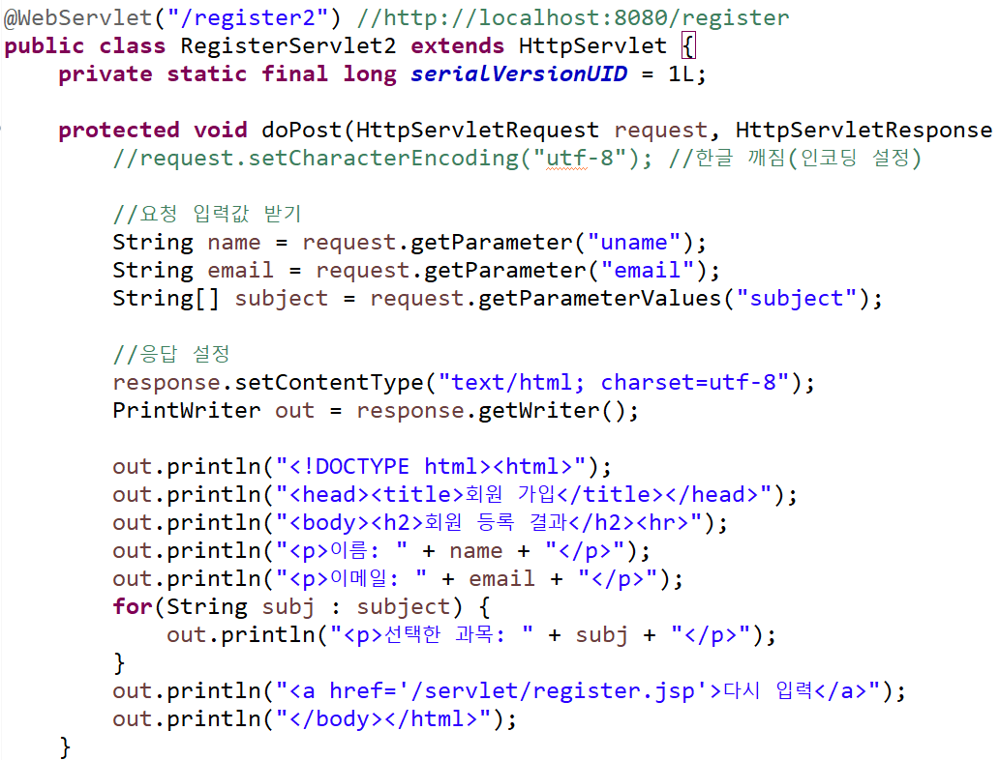 @WebServlet("/register2") //http://localhost:8080/register
public class RegisterServlet2 extends HttpServlet {
private static final long serialVersionUID = 1L;
protected void doPost(HttpServletRequest request, HttpServletResponse
//request.setCharacterEncoding("utf-8"); //한글 깨짐(인코딩 설정)
//요청 입력값 받기
String name = request.getParameter("uname");
String email = request.getParameter("email");
String[] subject = request.getParameterValues("subject");
//응답 설정
response.setContentType("text/html; charset=utf-8");
PrintWriter out = response.getWriter();
out.println("<!DOCTYPE html><html>");
out.println("<head><title>회원 가입</title></head>");
out.println("<body><h2>회원 등록 결과</h2><hr>");
out.println("<p>이름: " + name + "</p>");
out.println("<p>이메일: " + email + "</p>");
for(String subj : subject) {
out.println("<p>선택한 과목: " + subj + "</p>");
}
out.println("<a href='/servlet/register.jsp'>다시 입력</a>");
out.println("</body></html>");
}